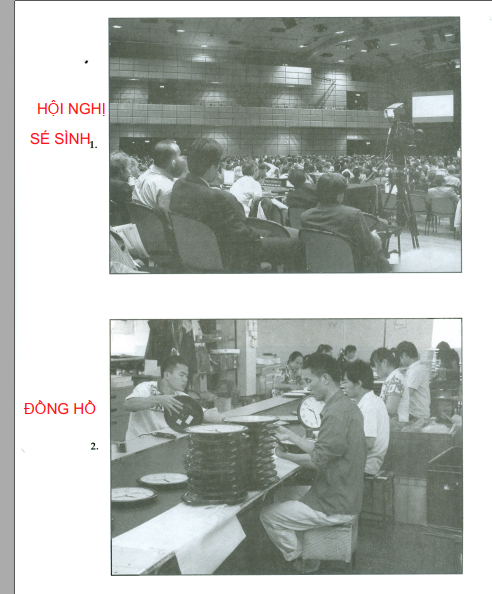 HỘI NGHỊ
SÉ SÌNH
1.
ĐỒNG HỒ
2.